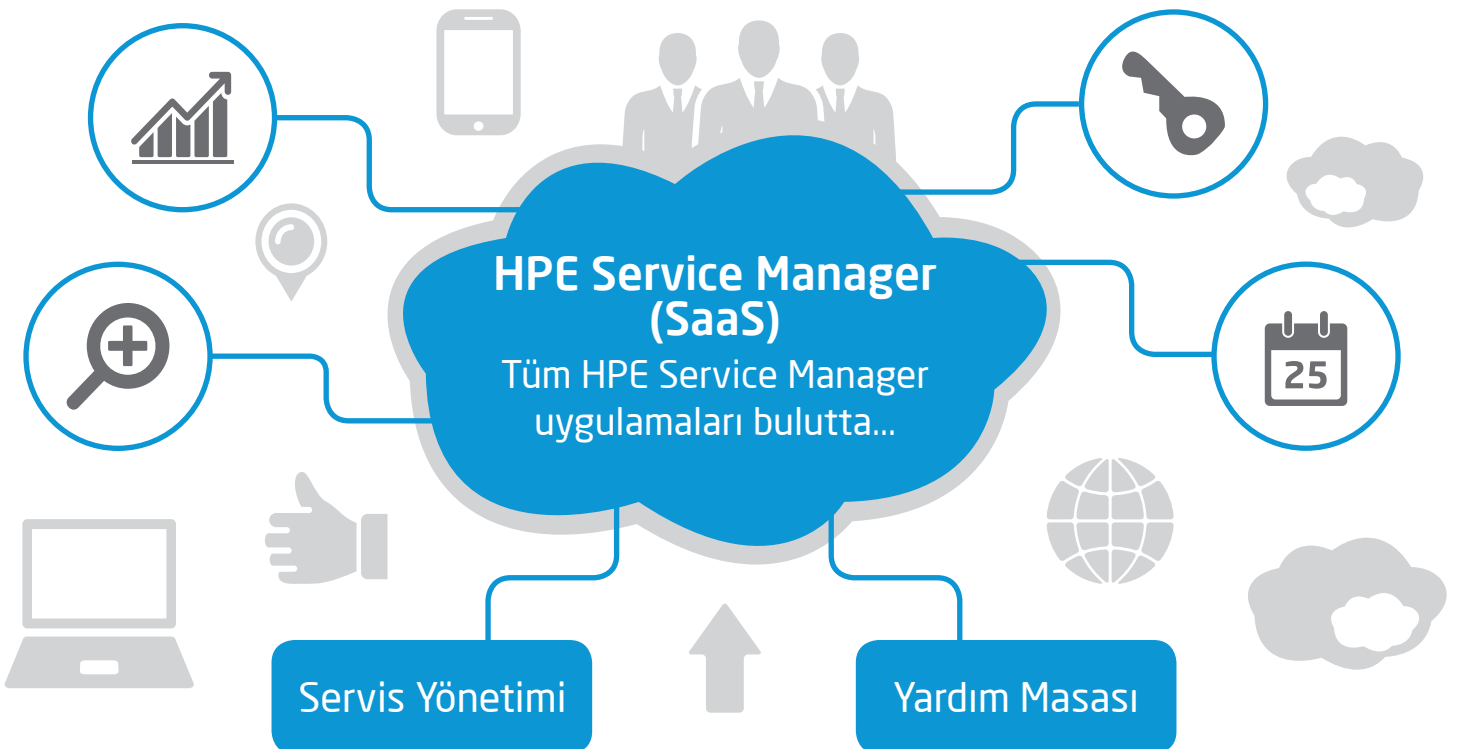 HPE Service Manager
(SaaS)
Tüm HPE Service Manager
uygulamaları bulutta...
25
Servis Yönetimi
Yardım Masası